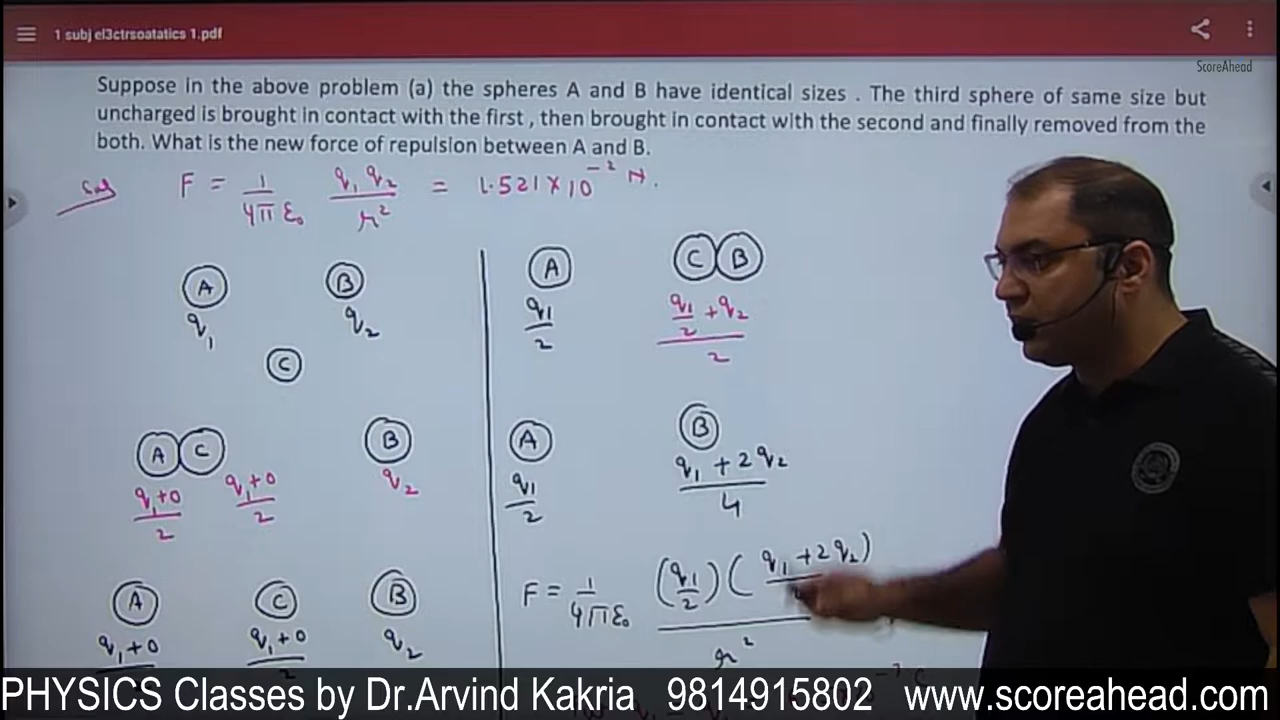 1 subj el3ctrsoatatics 1.pdf
ScoreAhead
Suppose in the above problem (a) the spheres A and B have identical sizes . The third sphere of same size but
uncharged is brought in contact with the first , then brought in contact with the second and finally removed from the
both. What is the new force of repulsion between A and B.
Sol F = 1/4πε₀ q₁q₂/r² = 1.521×10⁻² N.
A B
q₁ q₂
C
A C B
q₁+0/2 q₁+0/2 q₂
A C B
q₁+0 q₁+0/2 q₂
A C B
q₁/2 q₁/2+q₂/2
A B
q₁/2 q₁+2q₂/4
F = 1/4πε₀ (q₁/2)(q₁+2q₂)/r²
PHYSICS Classes by Dr.Arvind Kakria 9814915802 www.scoreahead.com